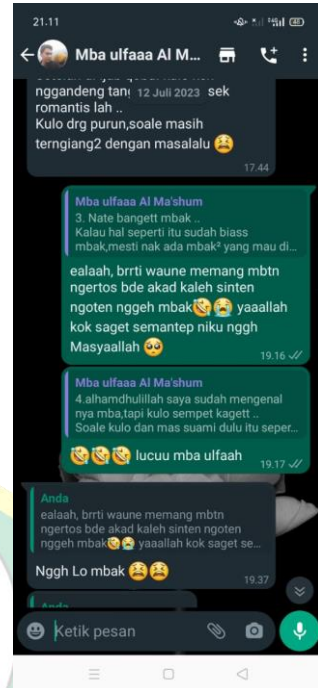 21.11
Mba ulfaaa Al M...
nggandeng tang
12 Juli 2023
sek
romantis lah ..
Kulo drg purun,soale masih
terngiang2 dengan masalalu 😫
17.44
Mba ulfaaa Al Ma'shum
3. Nate bangett mbak ..
Kalau hal seperti itu sudah biass
mbak,mesti nak ada mbak² yang mau di...
ealaah, brrti waune memang mbtn
ngertos bde akad kaleh sinten
ngoten nggeh mbak🤣😭 yaaallah
kok saget semantep niku nggh
Masyaallah 🥺
19.16
Mba ulfaaa Al Ma'shum
4.alhamdhulillah saya sudah mengenal
nya mba,tapi kulo sempet kagett ..
Soale kulo dan mas suami dulu itu seper...
🤣🤣🤣 lucuu mba ulfaah
19.17
Anda
ealaah, brrti waune memang mbtn
ngertos bde akad kaleh sinten ngoten
nggeh mbak🤣😭 yaaallah kok saget se...
Nggh Lo mbak 😫😫
19.37
Anda
Ketik pesan